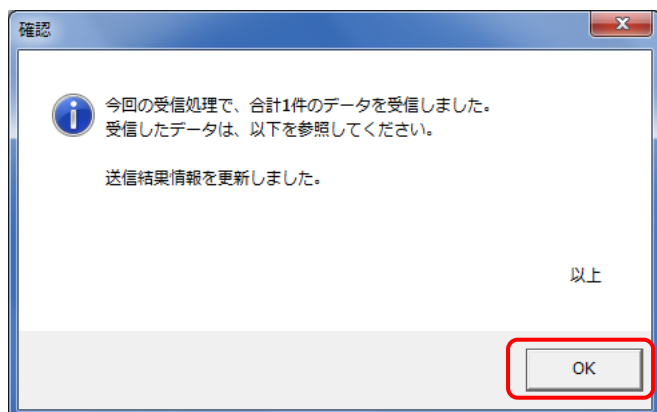 確認
今回の受信処理で、合計1件のデータを受信しました。
受信したデータは、以下を参照してください。
送信結果情報を更新しました。
以上
OK